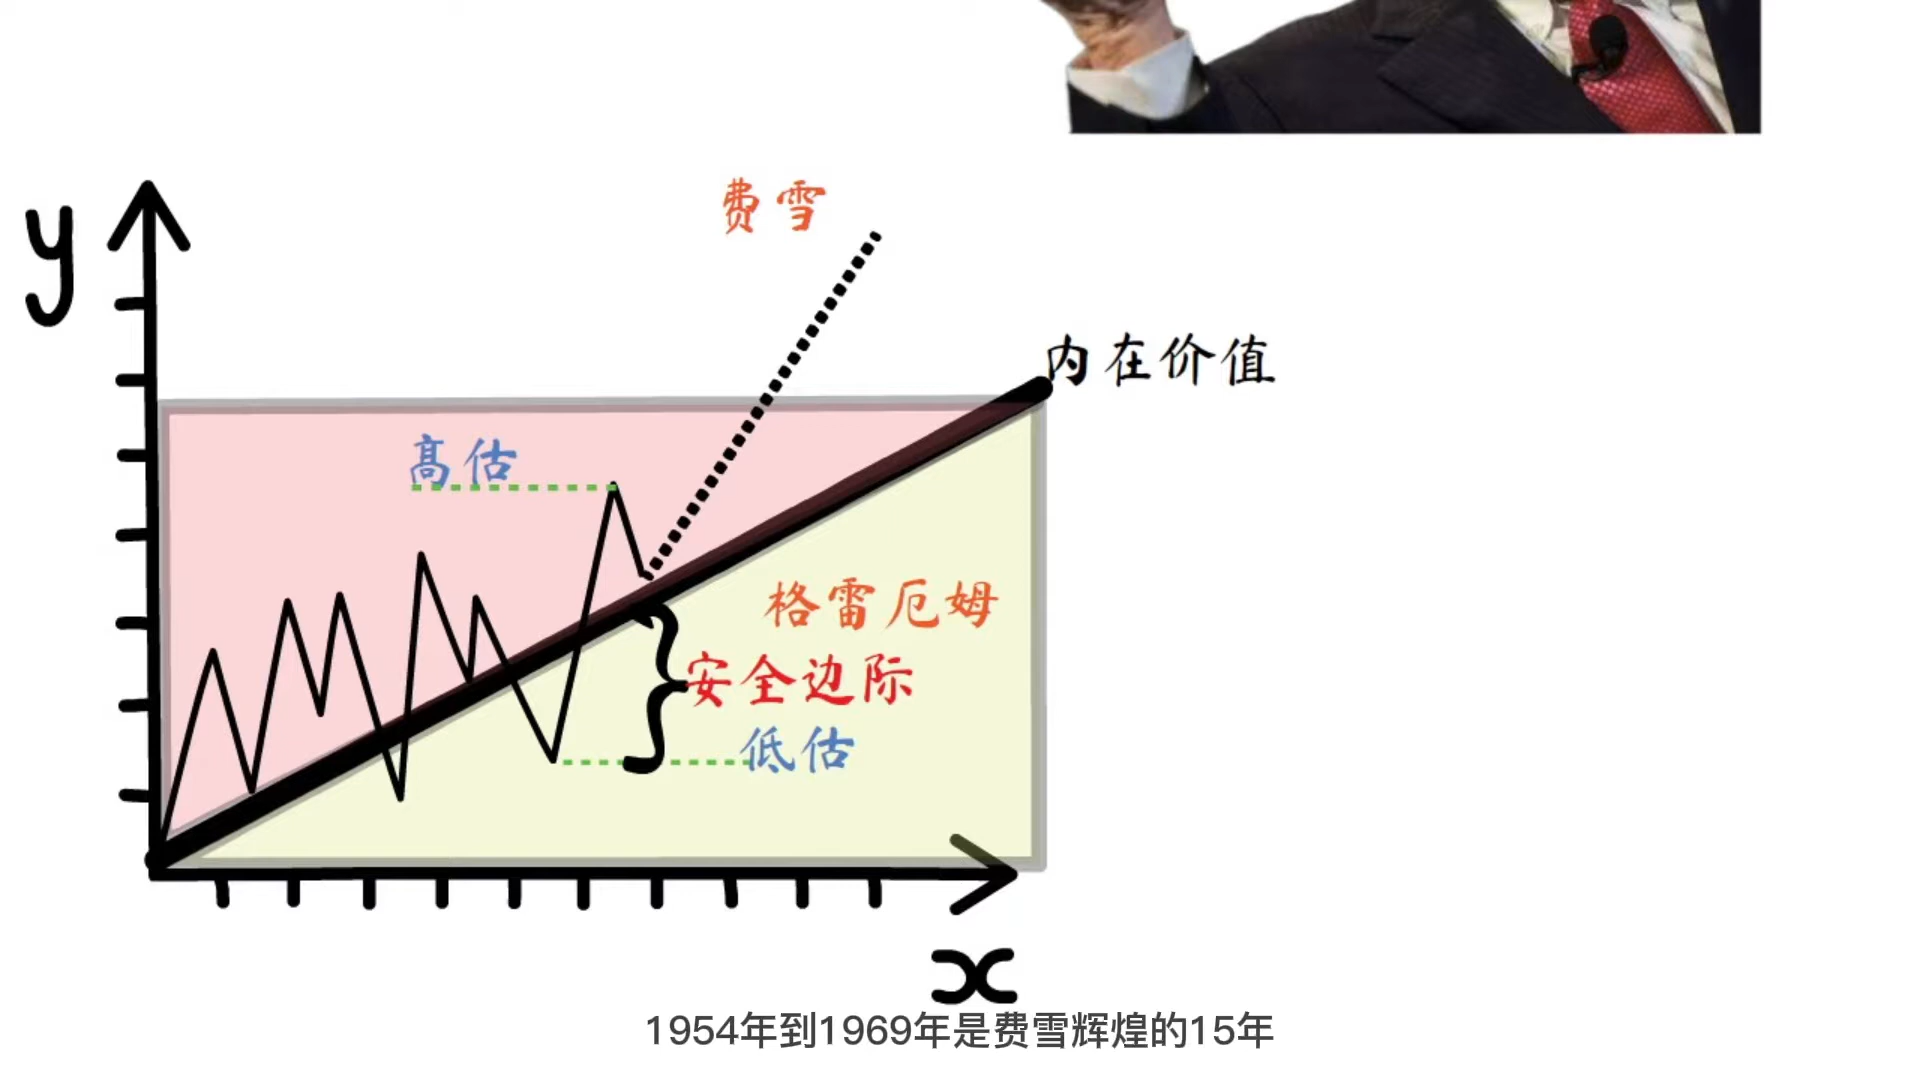 y
费雪
内在价值
高估
格雷厄姆
安全边际
低估
x
1954年到1969年是费雪辉煌的15年